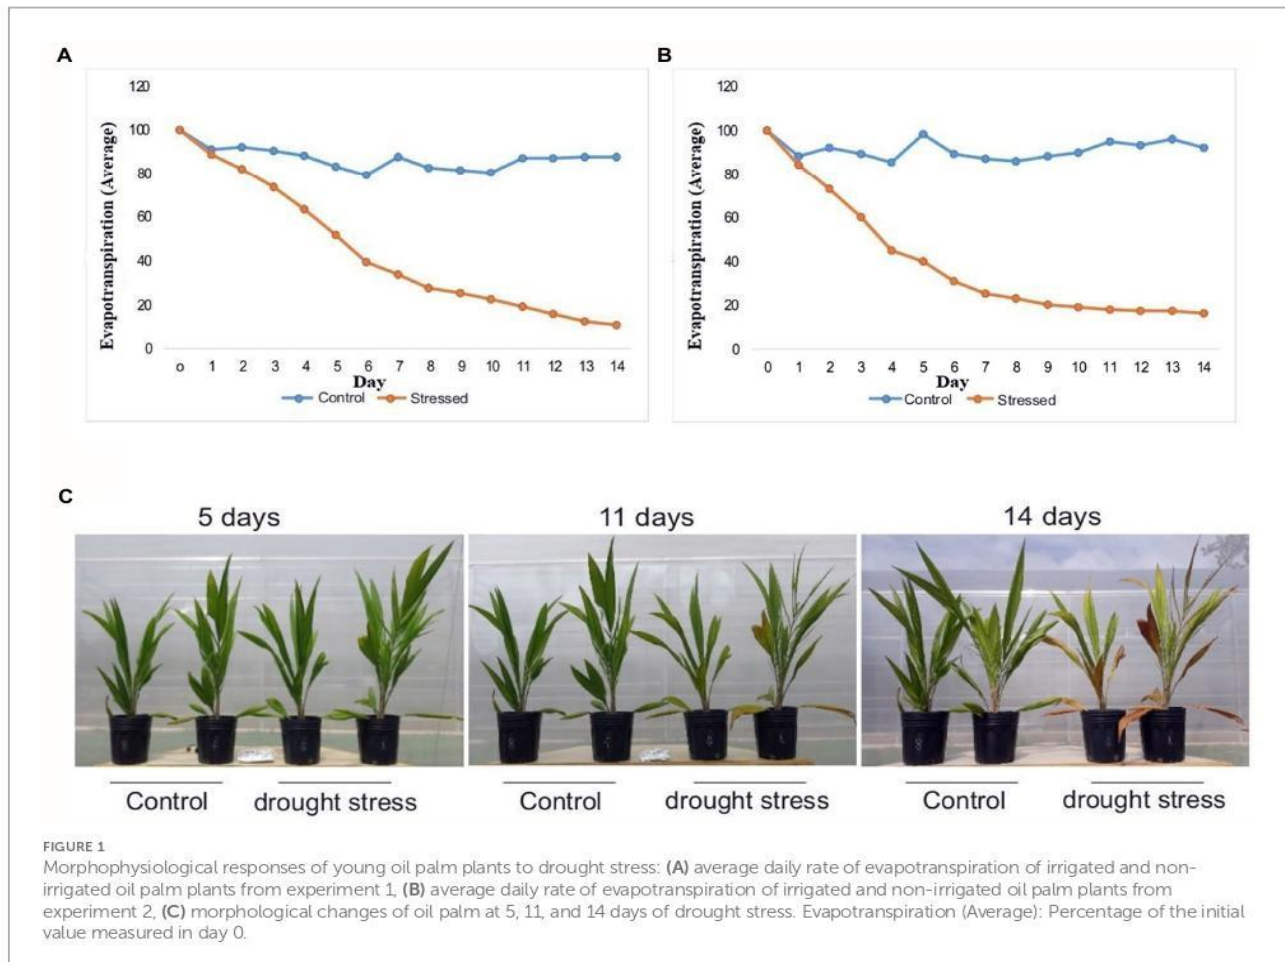 A
B
120
100
80
60
40
20
0
Evapotranspiration (Average)
o 1 2 3 4 5 6 7 8 9 10 11 12 13 14
Day
Control Stressed
120
100
80
60
40
20
0
Evapotranspiration (Average)
0 1 2 3 4 5 6 7 8 9 10 11 12 13 14
Day
Control Stressed
C
5 days 11 days 14 days
Control drought stress Control drought stress Control drought stress
FIGURE 1
Morphophysiological responses of young oil palm plants to drought stress: (A) average daily rate of evapotranspiration of irrigated and non-
irrigated oil palm plants from experiment 1, (B) average daily rate of evapotranspiration of irrigated and non-irrigated oil palm plants from
experiment 2, (C) morphological changes of oil palm at 5, 11, and 14 days of drought stress. Evapotranspiration (Average): Percentage of the initial
value measured in day 0.